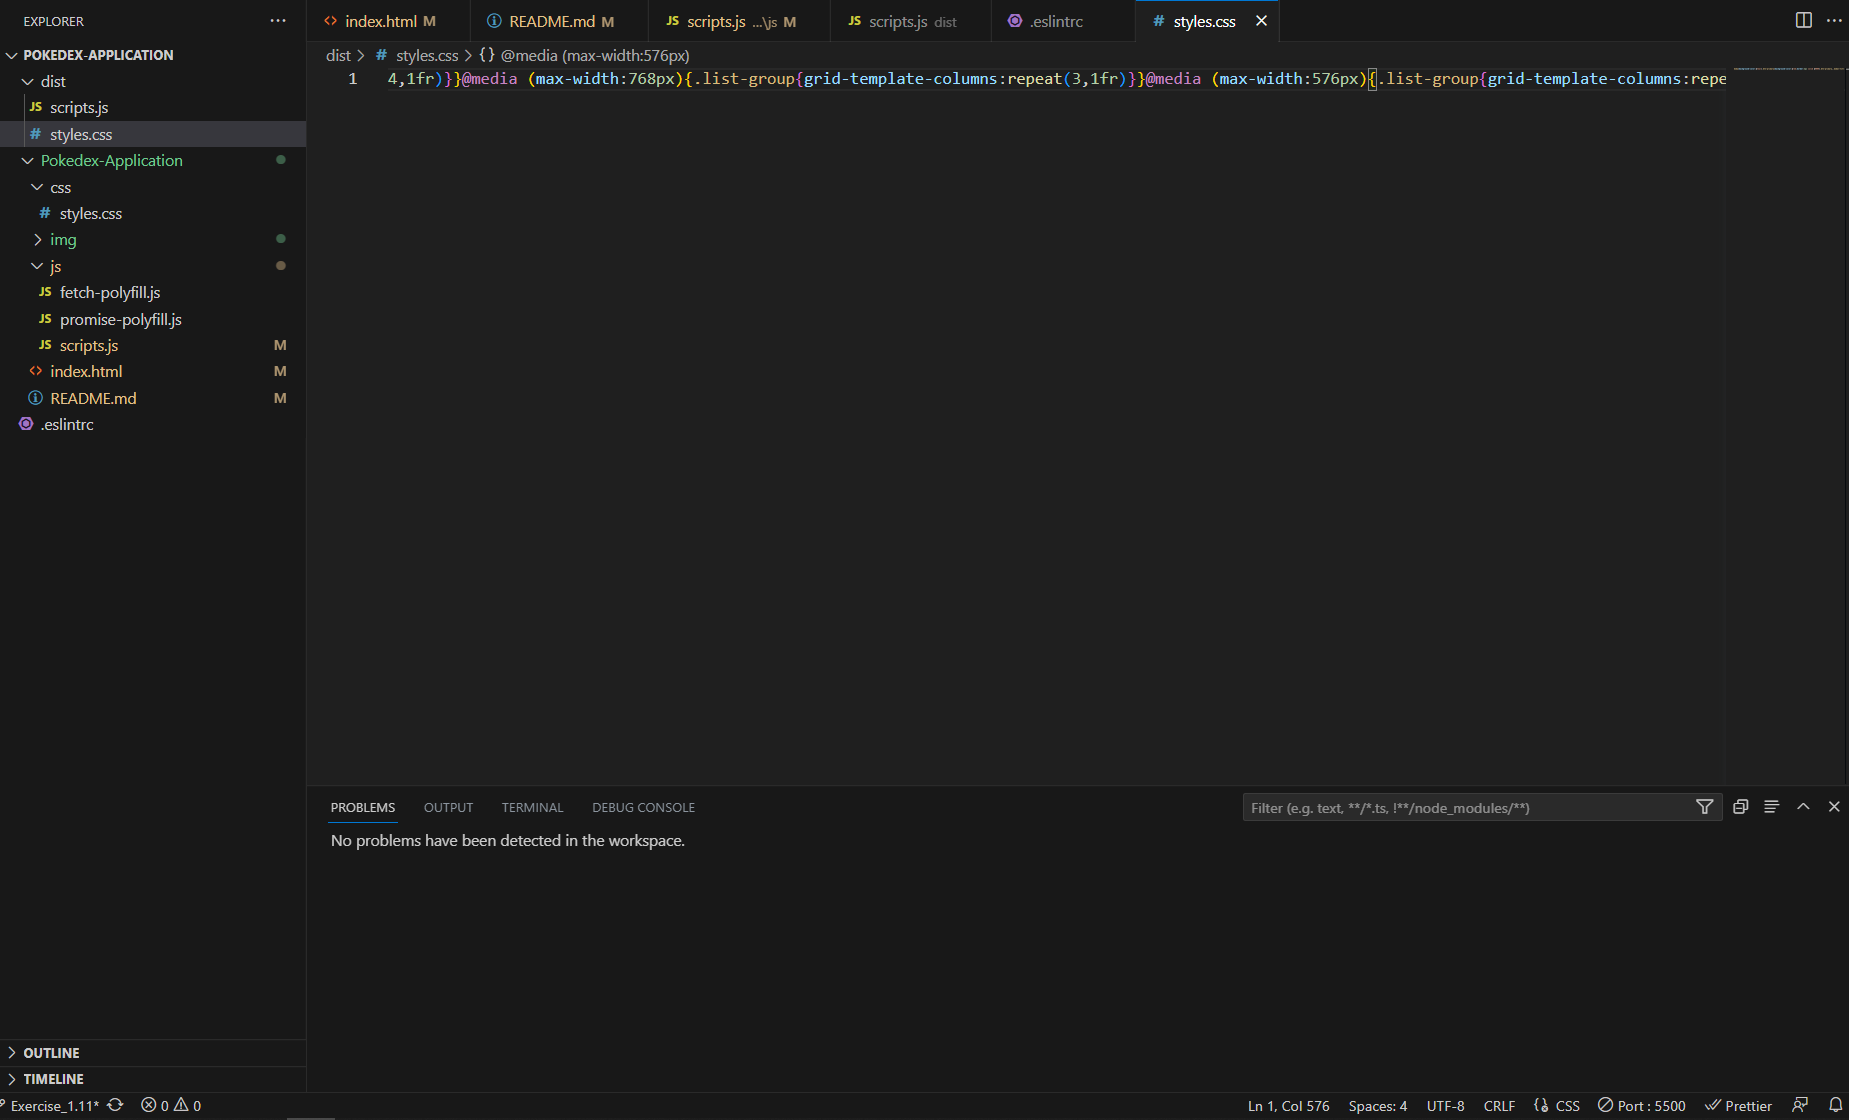 EXPLORER
POKEDEX-APPLICATION
dist
JS scripts.js
# styles.css
Pokedex-Application
css
# styles.css
img
js
JS fetch-polyfill.js
JS promise-polyfill.js
JS scripts.js M
<> index.html M
README.md M
.eslintrc
OUTLINE
TIMELINE
<> index.html M
README.md M
JS scripts.js ...\js M
JS scripts.js dist
.eslintrc
# styles.css
dist > # styles.css > {} @media (max-width:576px)
1 4,1fr)}}@media (max-width:768px){.list-group{grid-template-columns:repeat(3,1fr)}}@media (max-width:576px){.list-group{grid-template-columns:repe
PROBLEMS OUTPUT TERMINAL DEBUG CONSOLE
Filter (e.g. text, **/*.ts, !**/node_modules/**)
No problems have been detected in the workspace.
Exercise_1.11* 0 0
Ln 1, Col 576 Spaces: 4 UTF-8 CRLF {} CSS Port : 5500 Prettier